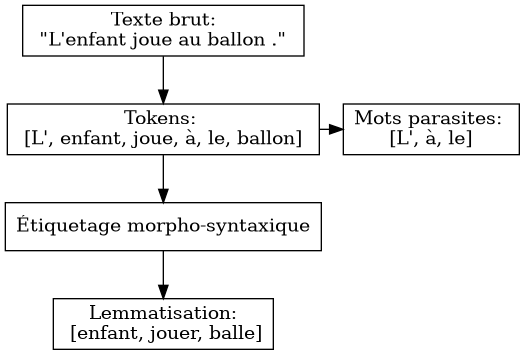 Texte brut:
"L'enfant joue au ballon ."
Tokens:
[L', enfant, joue, à, le, ballon]
Mots parasites:
[L', à, le]
Étiquetage morpho-syntaxique
Lemmatisation:
[enfant, jouer, balle]